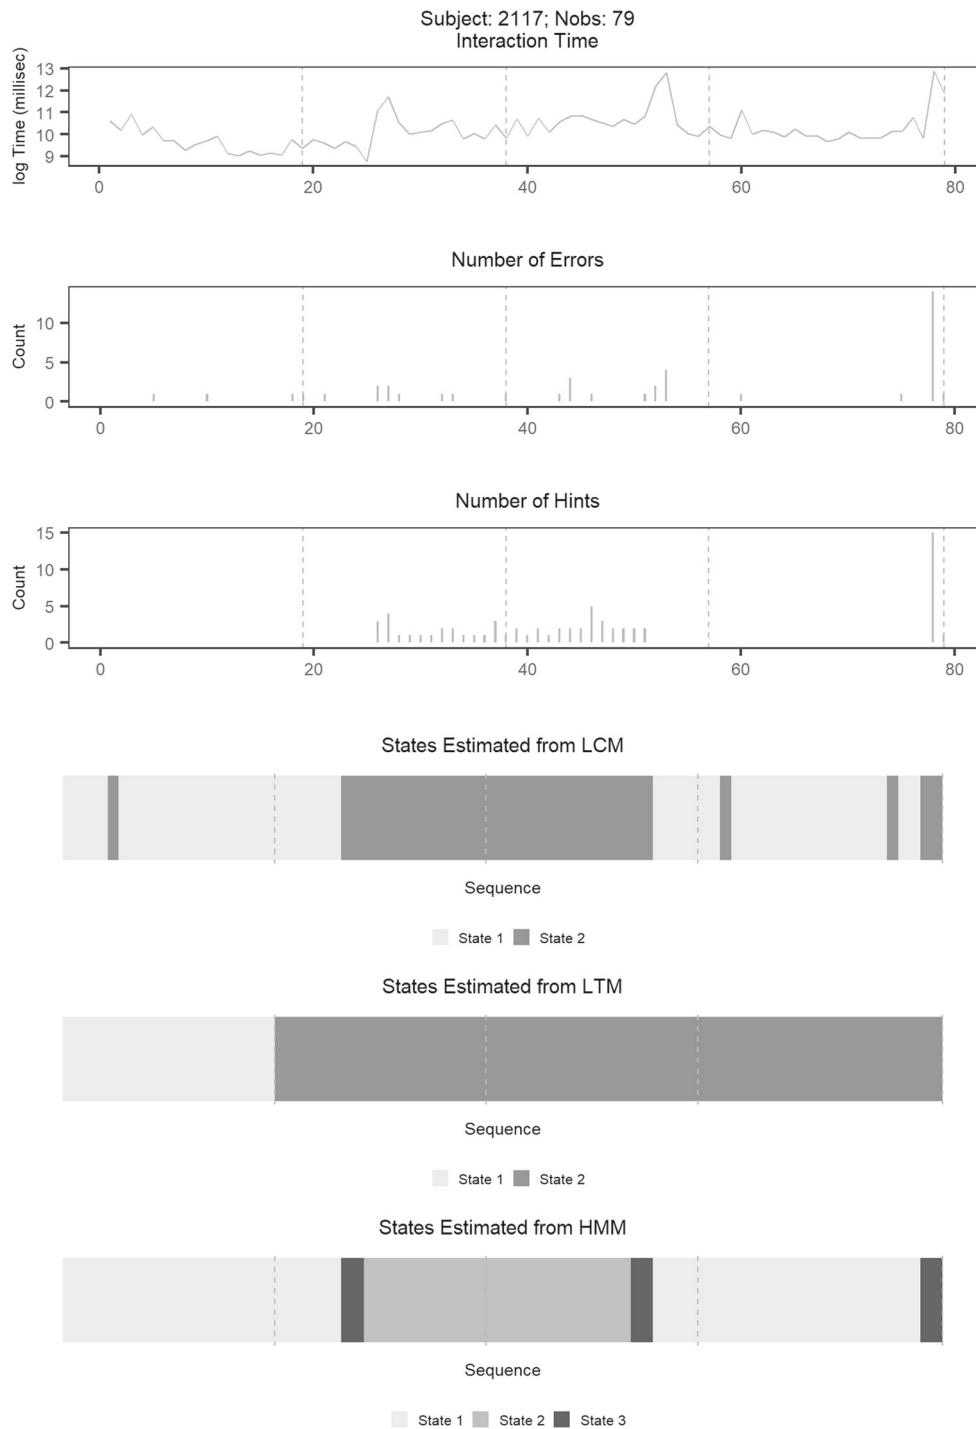 Subject: 2117; Nobs: 79
Interaction Time
log Time (millisec)
13
12
11
10
9
0 20 40 60 80
Number of Errors
Count
10
5
0
0 20 40 60 80
Number of Hints
Count
15
10
5
0
0 20 40 60 80
States Estimated from LCM
Sequence
State 1 State 2
States Estimated from LTM
Sequence
State 1 State 2
States Estimated from HMM
Sequence
State 1 State 2 State 3